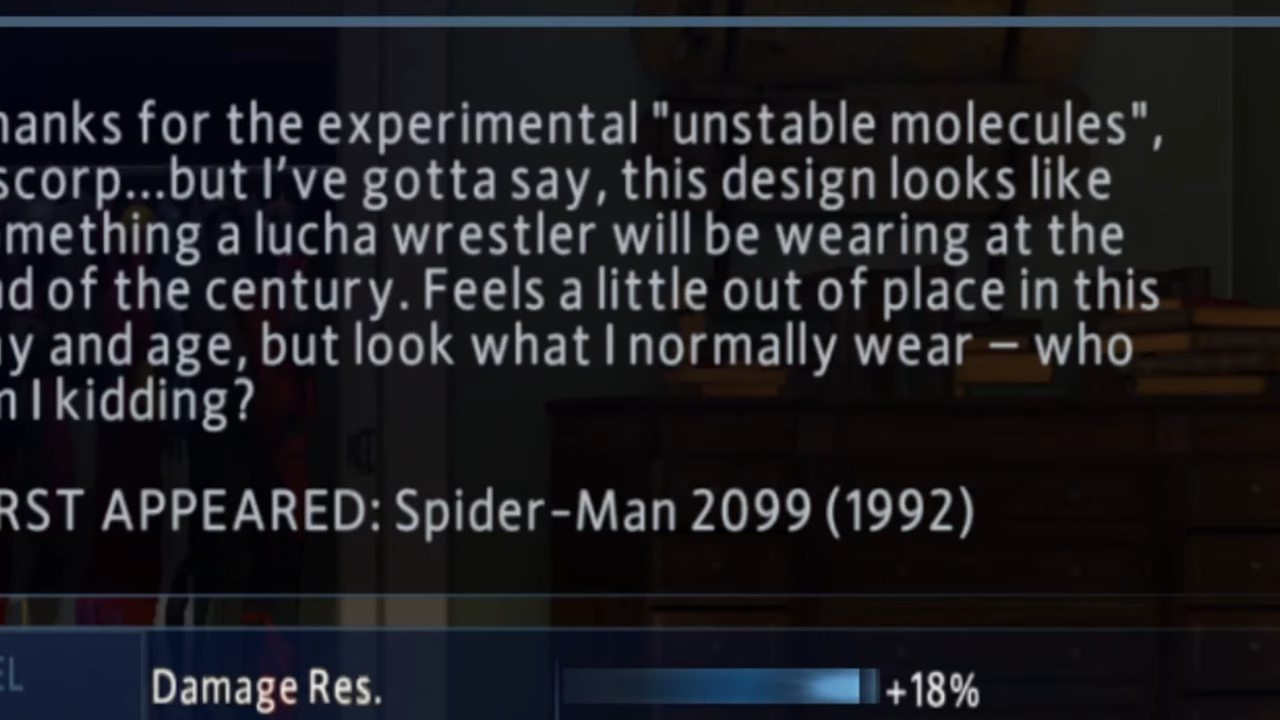 hanks for the experimental "unstable molecules",
scorp...but I've gotta say, this design looks like
omething a lucha wrestler will be wearing at the
nd of the century. Feels a little out of place in this
ay and age, but look what I normally wear – who
m I kidding?
RST APPEARED: Spider-Man 2099 (1992)
EL
Damage Res. +18%